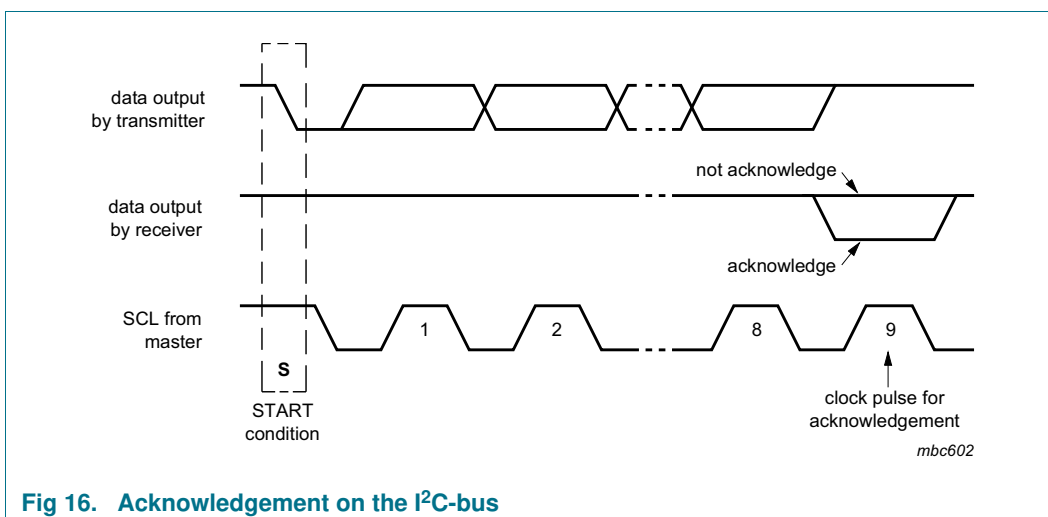 data output
by transmitter
not acknowledge
data output
by receiver
acknowledge
SCL from
master
1
2
8
9
S
START
condition
clock pulse for
acknowledgement
mbc602
Fig 16. Acknowledgement on the I²C-bus